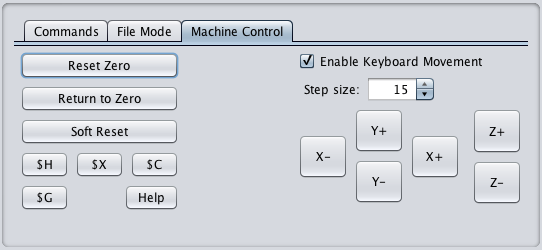 Commands File Mode Machine Control
Reset Zero
Return to Zero
Soft Reset
$H $X $C
$G Help
Enable Keyboard Movement
Step size: 15
Y+ Z+
X- X+
Y- Z-